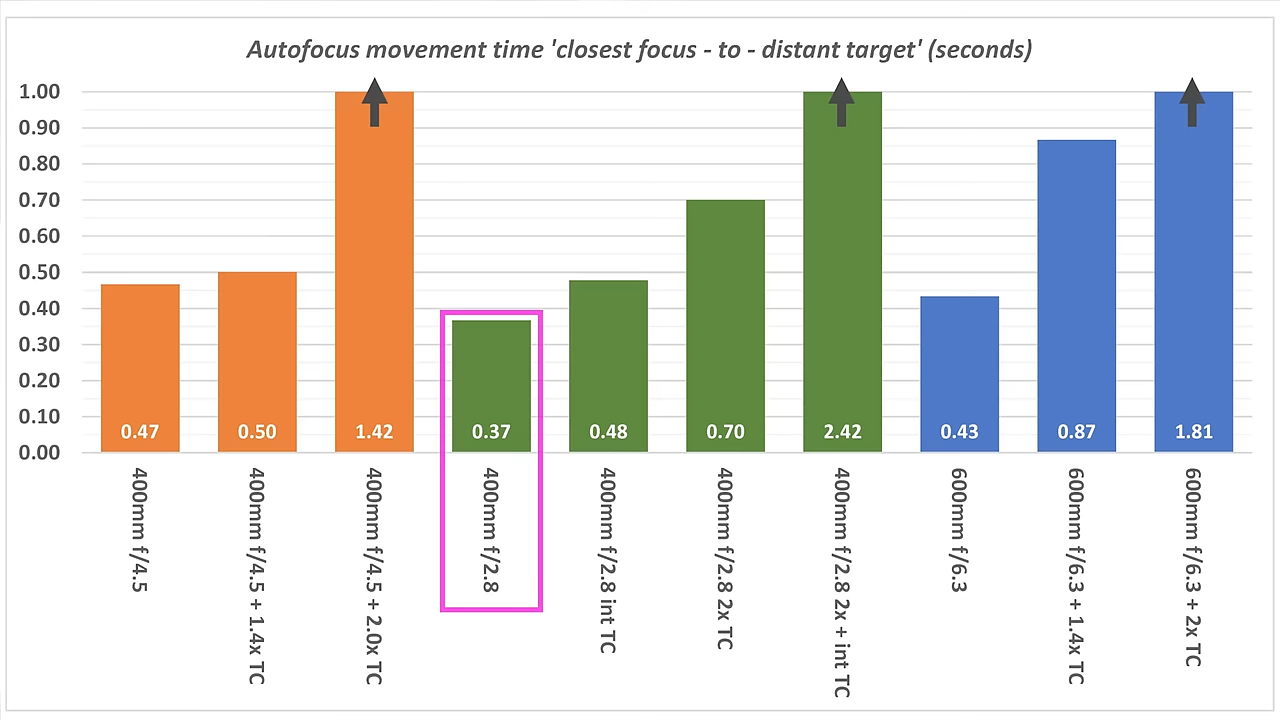 Autofocus movement time 'closest focus - to - distant target' (seconds)
1.00
0.90
0.80
0.70
0.60
0.50
0.40
0.30
0.20
0.10
0.00
0.47
0.50
1.42
0.37
0.48
0.70
2.42
0.43
0.87
1.81
400mm f/4.5
400mm f/4.5 + 1.4x TC
400mm f/4.5 + 2.0x TC
400mm f/2.8
400mm f/2.8 int TC
400mm f/2.8 2x TC
400mm f/2.8 2x + int TC
600mm f/6.3
600mm f/6.3 + 1.4x TC
600mm f/6.3 + 2x TC